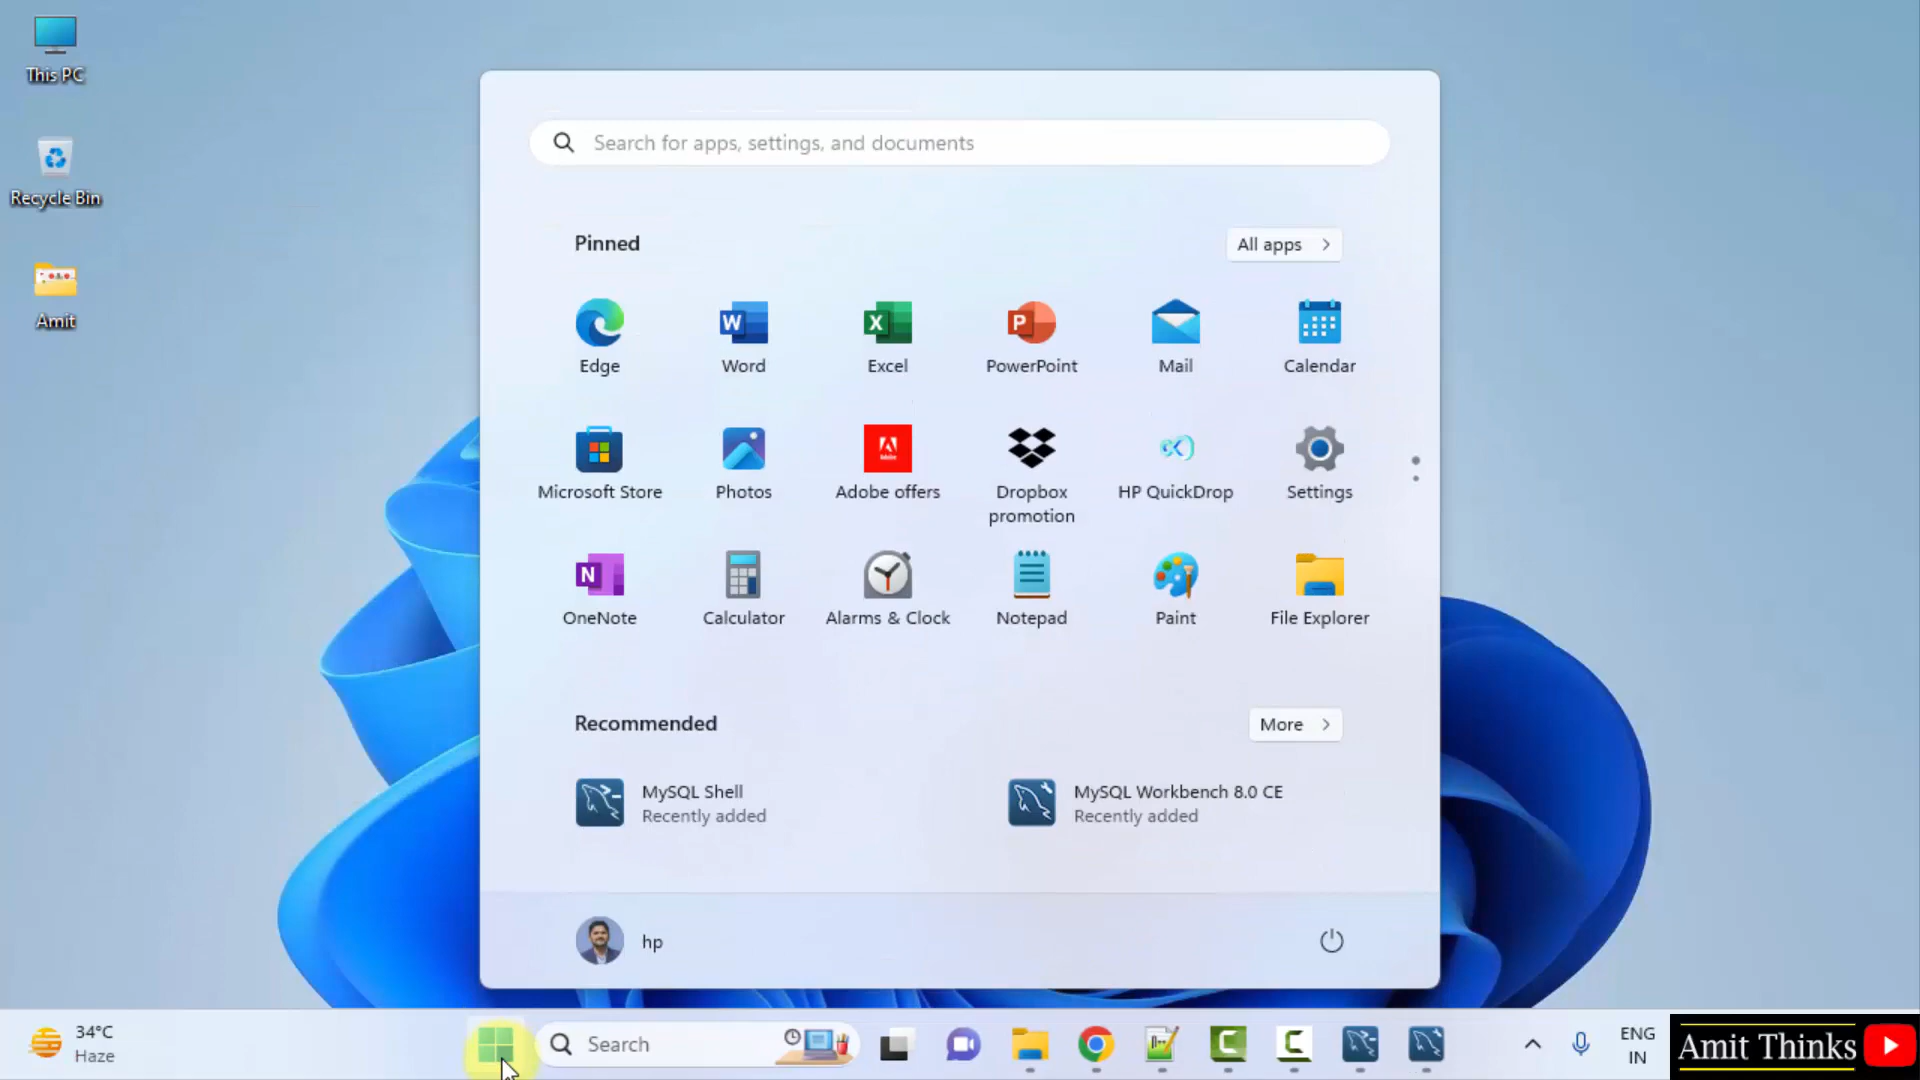 This PC
Recycle Bin
Amit
Search for apps, settings, and documents
Pinned
All apps
Edge
Word
Excel
PowerPoint
Mail
Calendar
Microsoft Store
Photos
Adobe offers
Dropbox promotion
HP QuickDrop
Settings
OneNote
Calculator
Alarms & Clock
Notepad
Paint
File Explorer
Recommended
More
MySQL Shell
Recently added
MySQL Workbench 8.0 CE
Recently added
hp
34°C
Haze
Search
ENG
IN
Amit Thinks